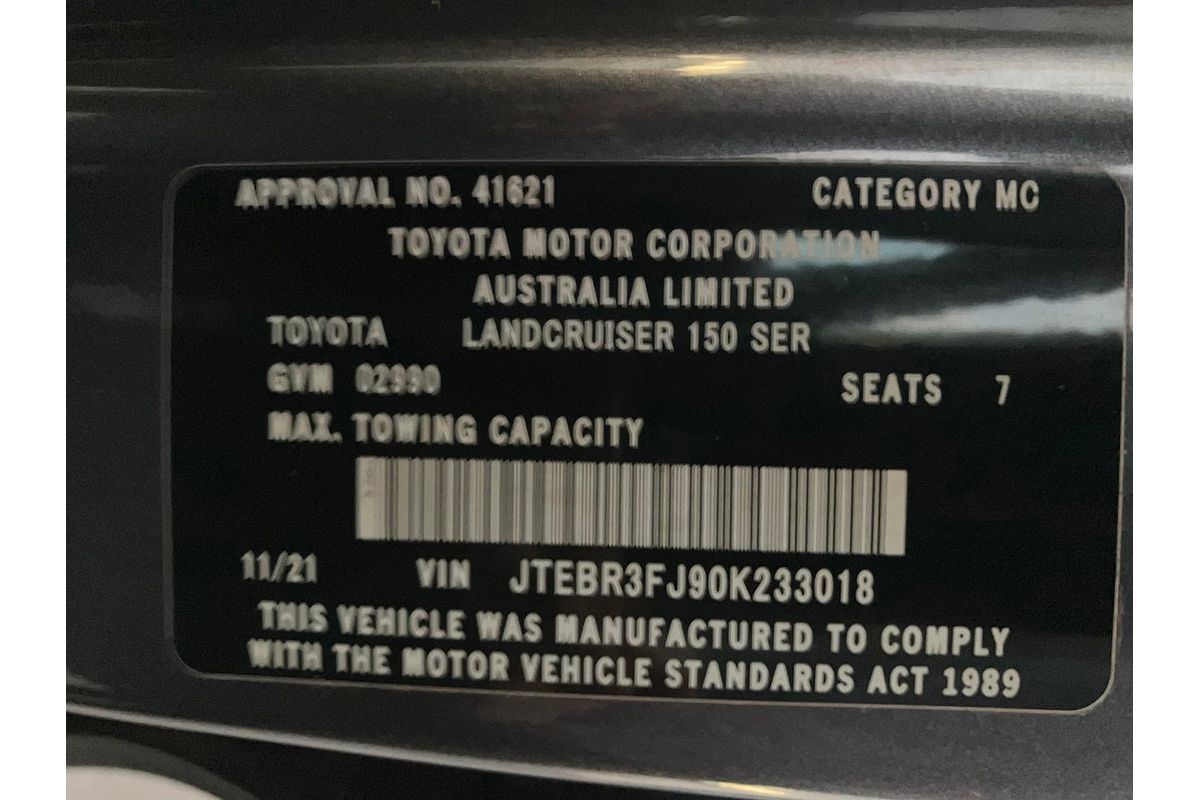 APPROVAL NO. 41621 CATEGORY MC
TOYOTA MOTOR CORPORATION
AUSTRALIA LIMITED
TOYOTA LANDCRUISER 150 SER
GVM 02990 SEATS 7
MAX. TOWING CAPACITY
11/21 VIN JTEBR3FJ90K233018
THIS VEHICLE WAS MANUFACTURED TO COMPLY
WITH THE MOTOR VEHICLE STANDARDS ACT 1989